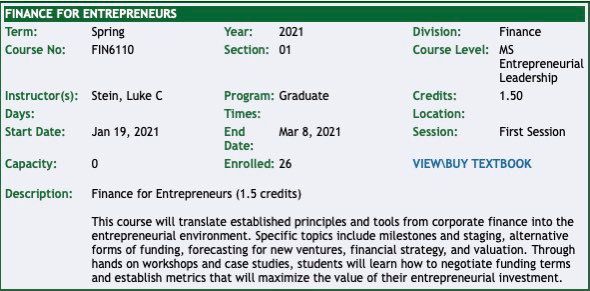 FINANCE FOR ENTREPRENEURS
Term: Spring Year: 2021 Division: Finance
Course No: FIN6110 Section: 01 Course Level: MS
Entrepreneurial
Leadership
Instructor(s): Stein, Luke C Program: Graduate Credits: 1.50
Days: Times: Location:
Start Date: Jan 19, 2021 End Mar 8, 2021 Session: First Session
Date:
Capacity: 0 Enrolled: 26 VIEW\BUY TEXTBOOK
Description: Finance for Entrepreneurs (1.5 credits)
This course will translate established principles and tools from corporate finance into the
entrepreneurial environment. Specific topics include milestones and staging, alternative
forms of funding, forecasting for new ventures, financial strategy, and valuation. Through
hands on workshops and case studies, students will learn how to negotiate funding terms
and establish metrics that will maximize the value of their entrepreneurial investment.